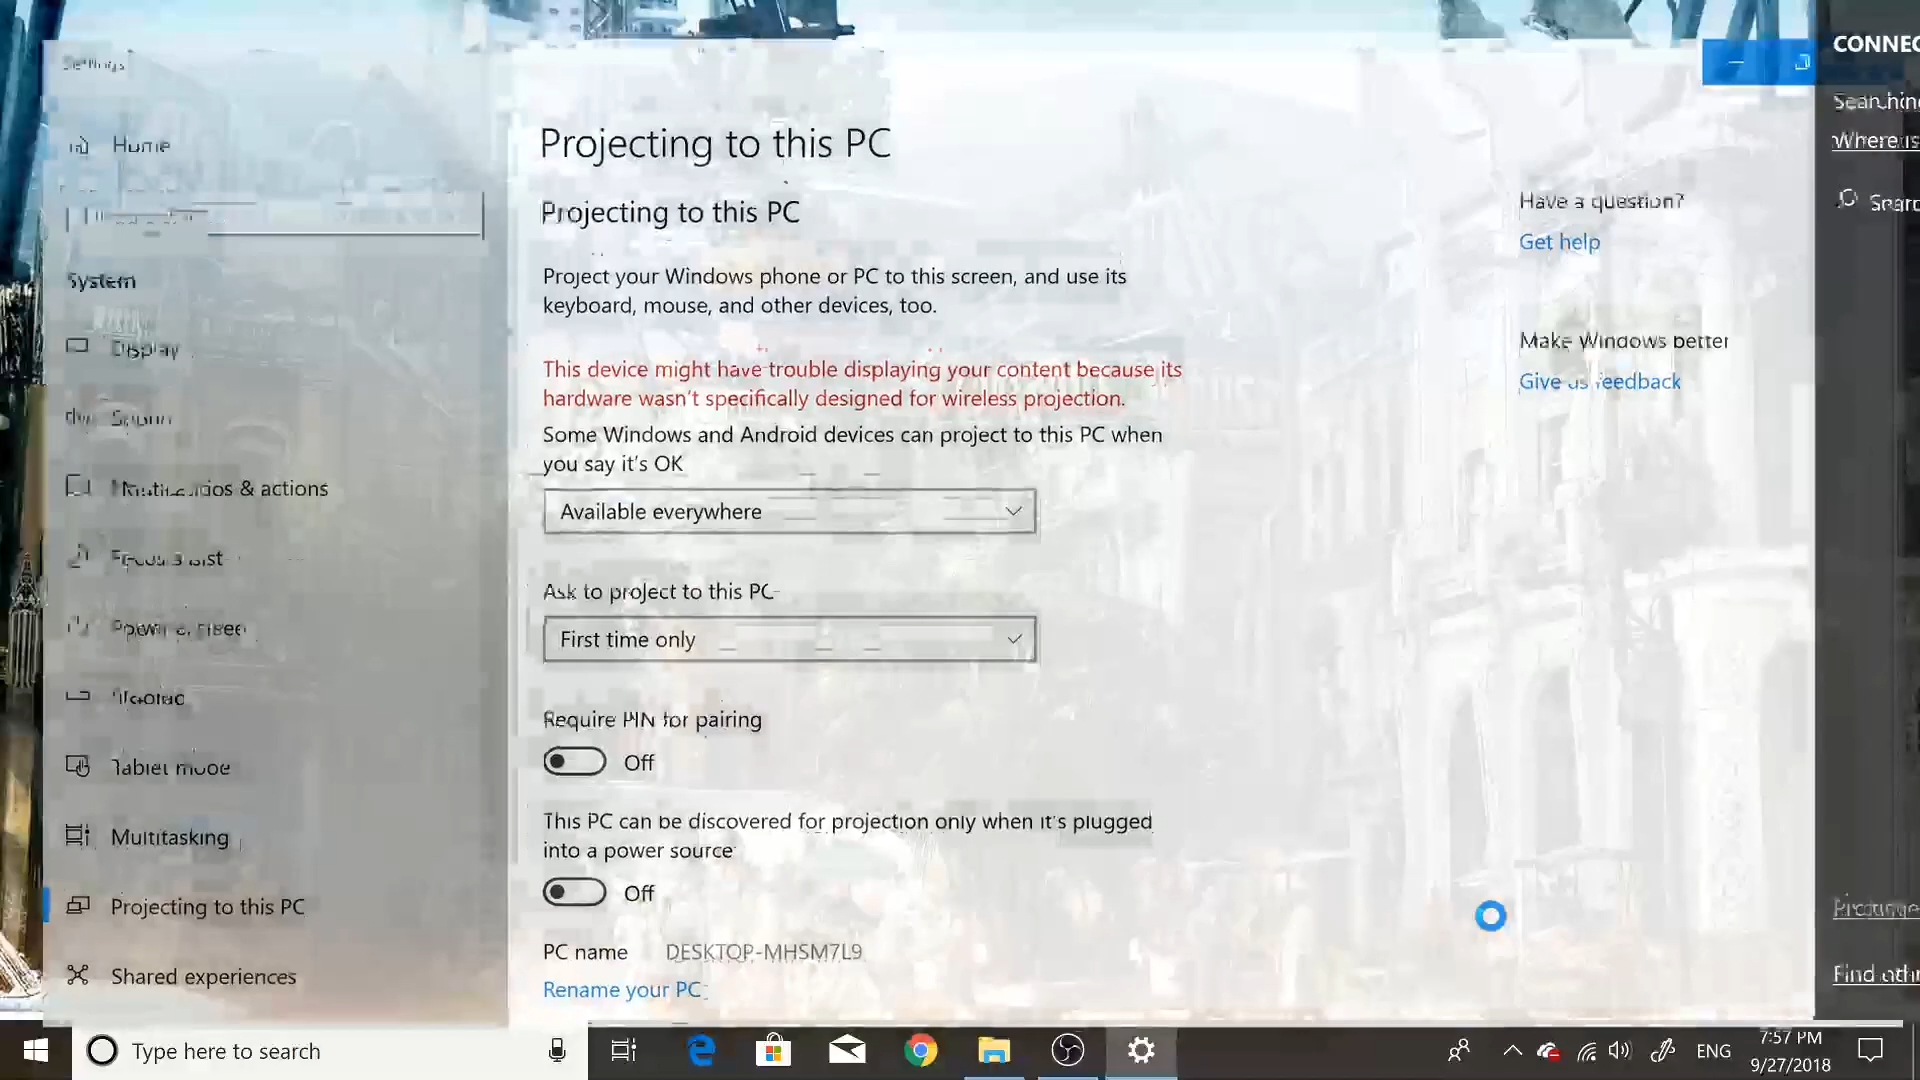 Settings
Home
System
Display
Sound
& actions
Focus assist
Tablet mode
Multitasking
Projecting to this PC
Shared experiences
Projecting to this PC
Projecting to this PC
Project your Windows phone or PC to this screen, and use its
keyboard, mouse, and other devices, too.
This device might have trouble displaying your content because its
hardware wasn't specifically designed for wireless projection.
Some Windows and Android devices can project to this PC when
you say it's OK
Available everywhere
Ask to project to this PC
First time only
Require PIN for pairing
Off
This PC can be discovered for projection only when it's plugged
into a power source
Off
PC name DESKTOP-MHSM7L9
Rename your PC
Have a question?
Get help
Make Windows better
Give us feedback
CONNEC
Searching
Where is
Searc
Find oth
Type here to search
ENG
7:57 PM
9/27/2018